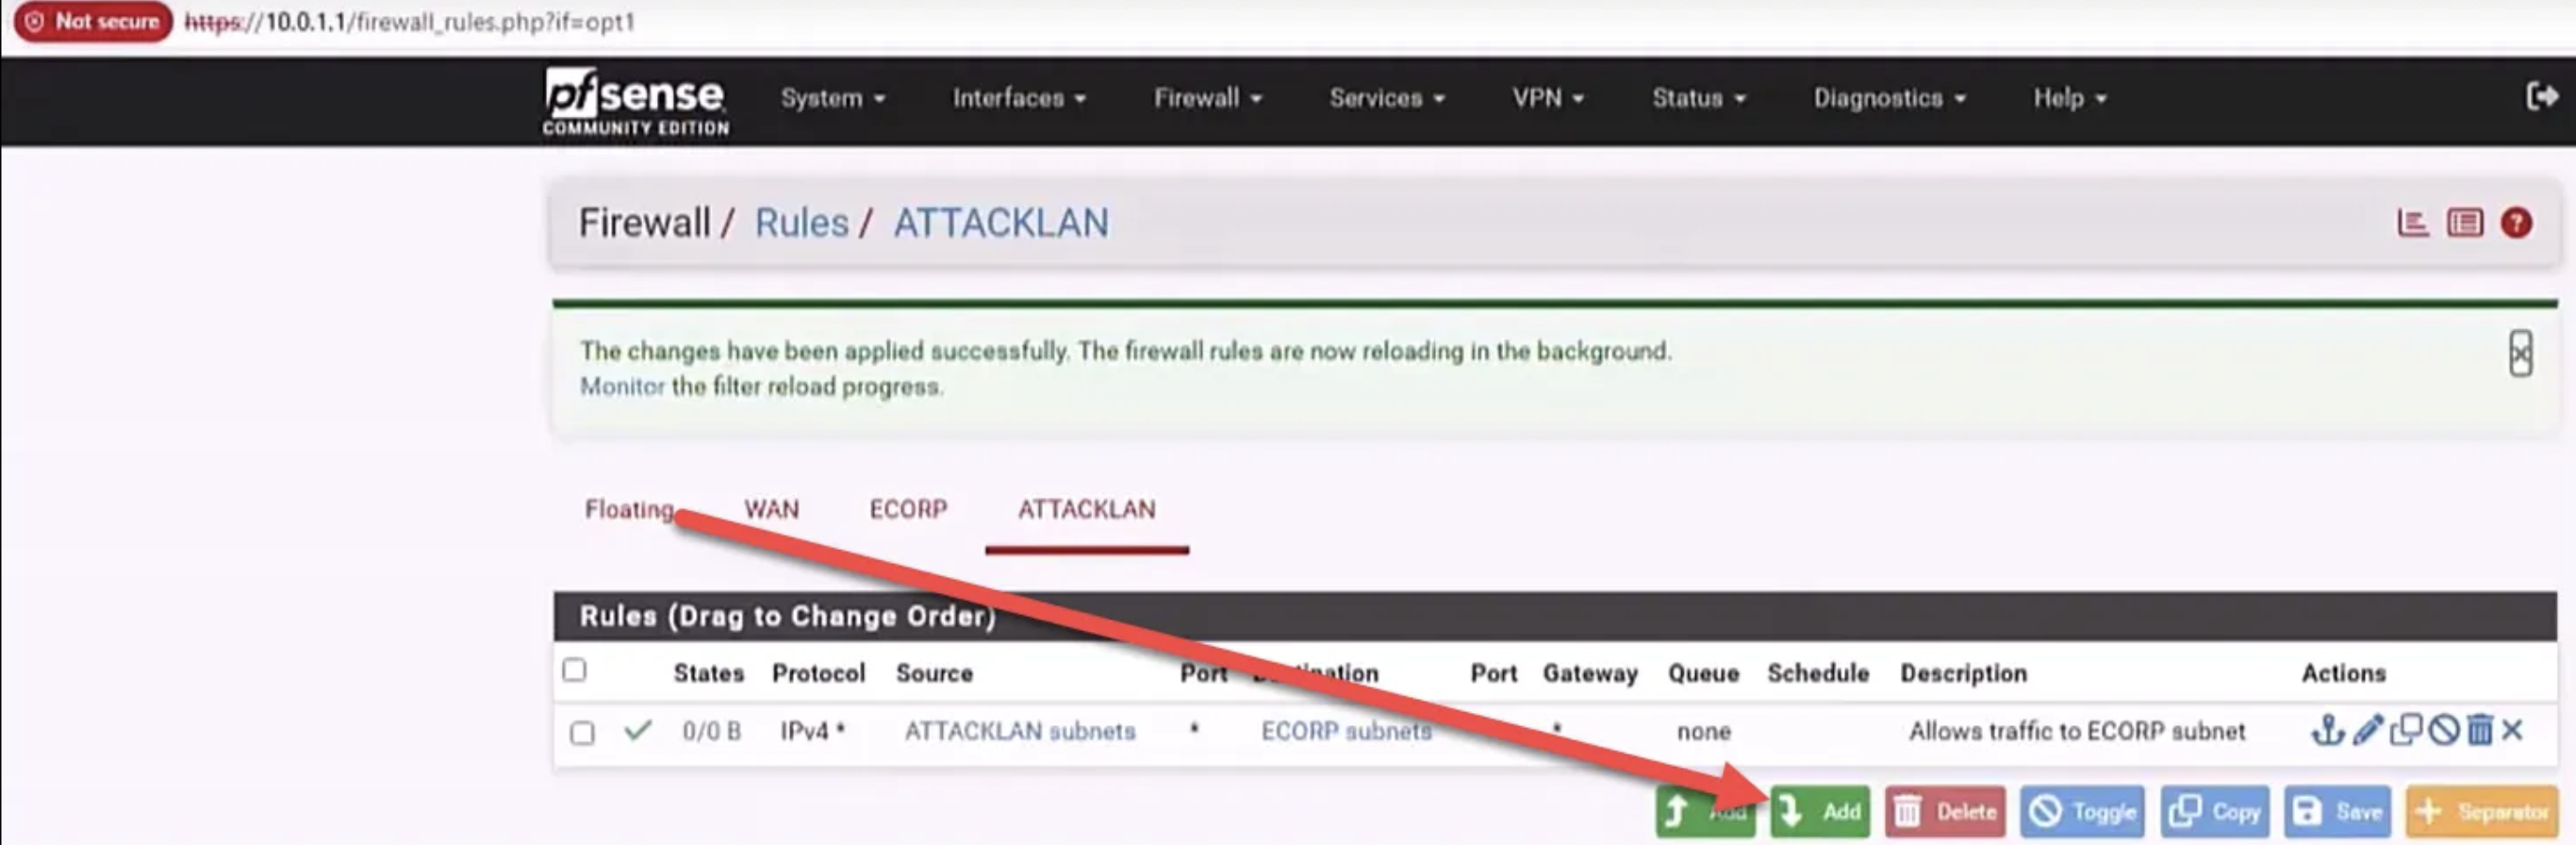 Not secure https://10.0.1.1/firewall_rules.php?if=opt1
pfsense COMMUNITY EDITION System Interfaces Firewall Services VPN Status Diagnostics Help
Firewall / Rules / ATTACKLAN
The changes have been applied successfully. The firewall rules are now reloading in the background.
Monitor the filter reload progress.
Floating WAN ECORP ATTACKLAN
Rules (Drag to Change Order)
States Protocol Source Port Destination Port Gateway Queue Schedule Description Actions
0/0 B IPv4 * ATTACKLAN subnets * ECORP subnets * none Allows traffic to ECORP subnet
Add Add Delete Toggle Copy Save Separator